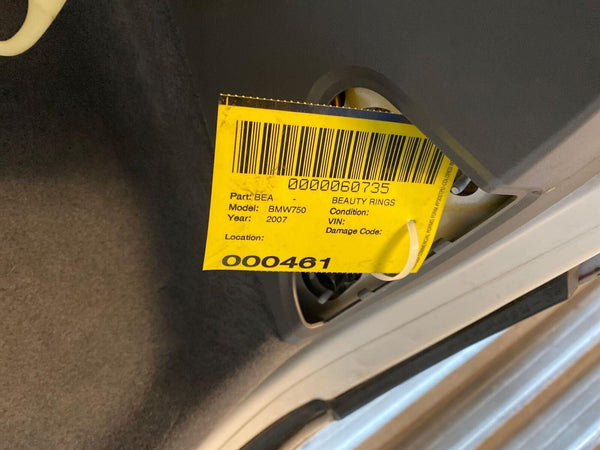 0000060735
Part: BEA - BEAUTY RINGS
Model: BMW750 Condition:
Year: 2007 VIN:
Damage Code:
Location:
000461